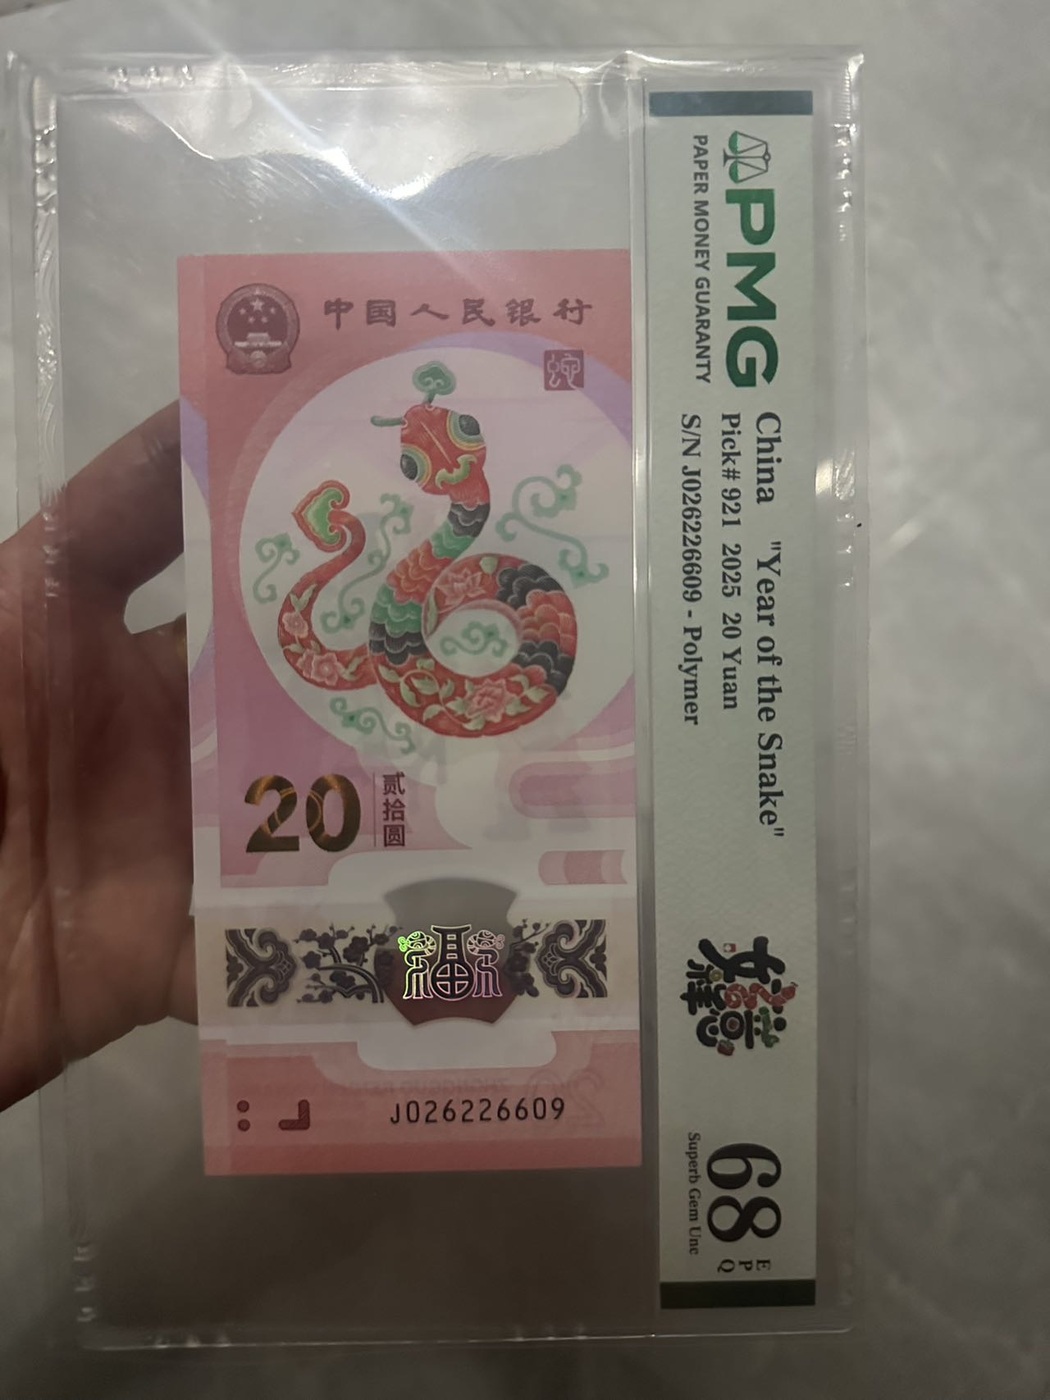 中国人民银行
蛇
20
贰拾圆
J026226609
PMG
PAPER MONEY GUARANTY
China "Year of the Snake"
Pick# 921 2025 20 Yuan
S/N J026226609 - Polymer
68
EPQ
Superb Gem Unc